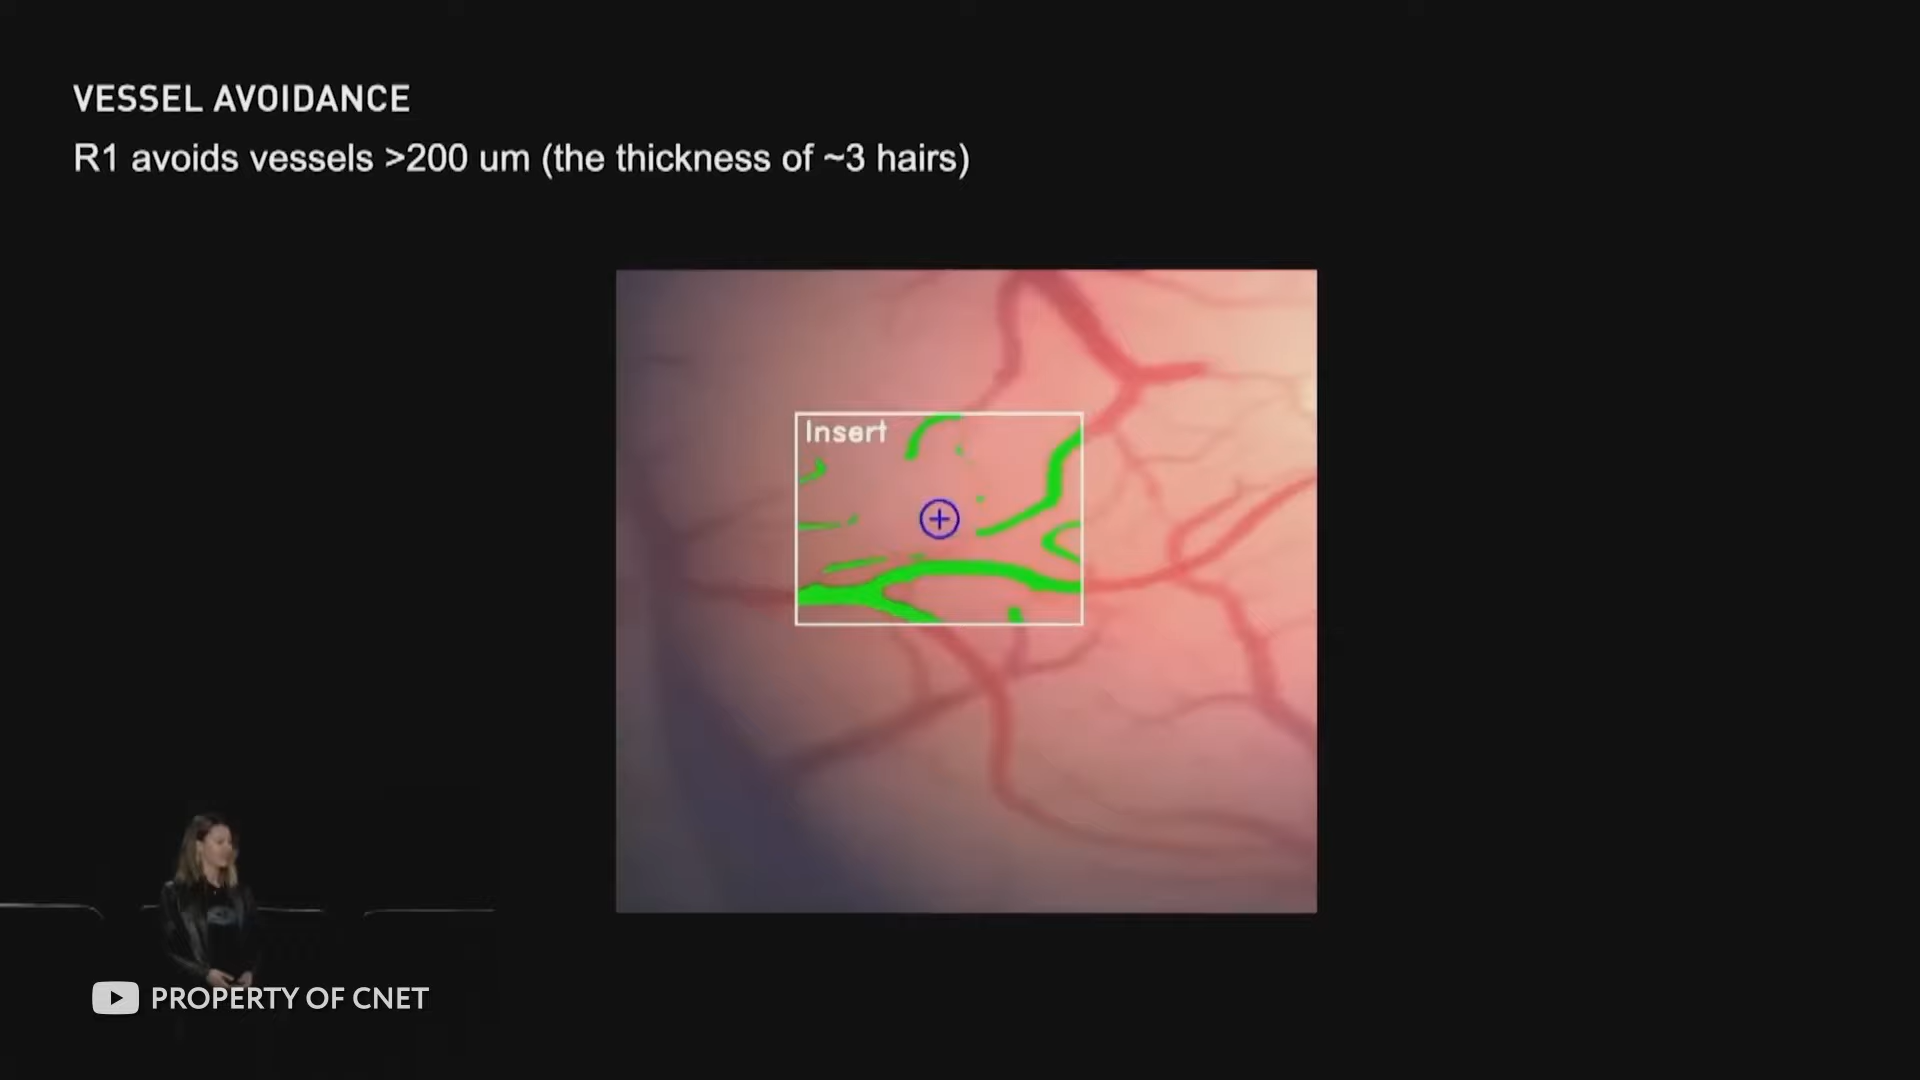 VESSEL AVOIDANCE
R1 avoids vessels >200 um (the thickness of ~3 hairs)
Insert
PROPERTY OF CNET